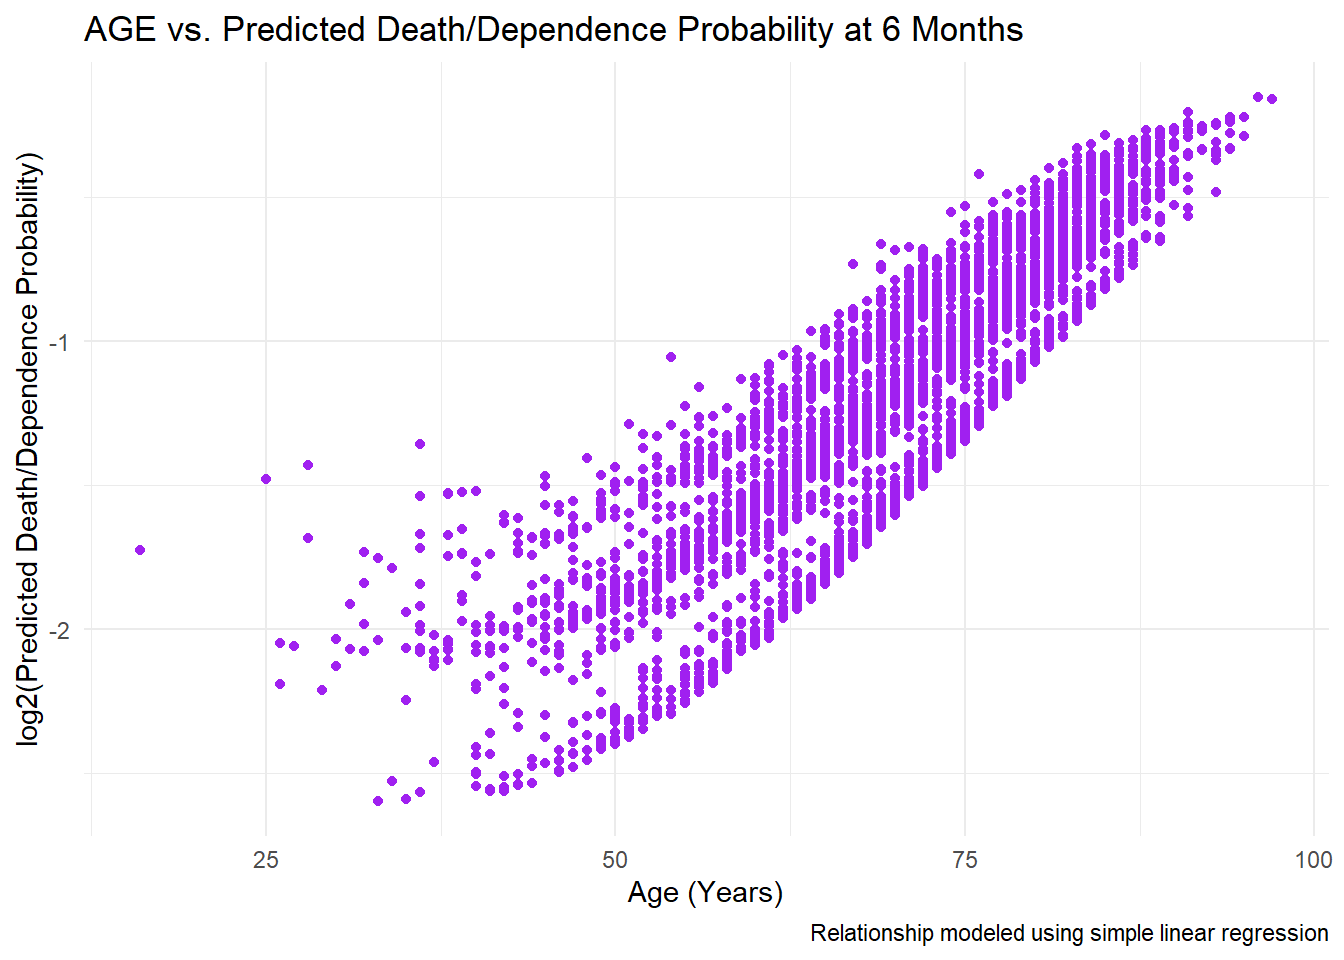 AGE vs. Predicted Death/Dependence Probability at 6 Months
log2(Predicted Death/Dependence Probability)
-1
-2
25
50
75
100
Age (Years)
Relationship modeled using simple linear regression